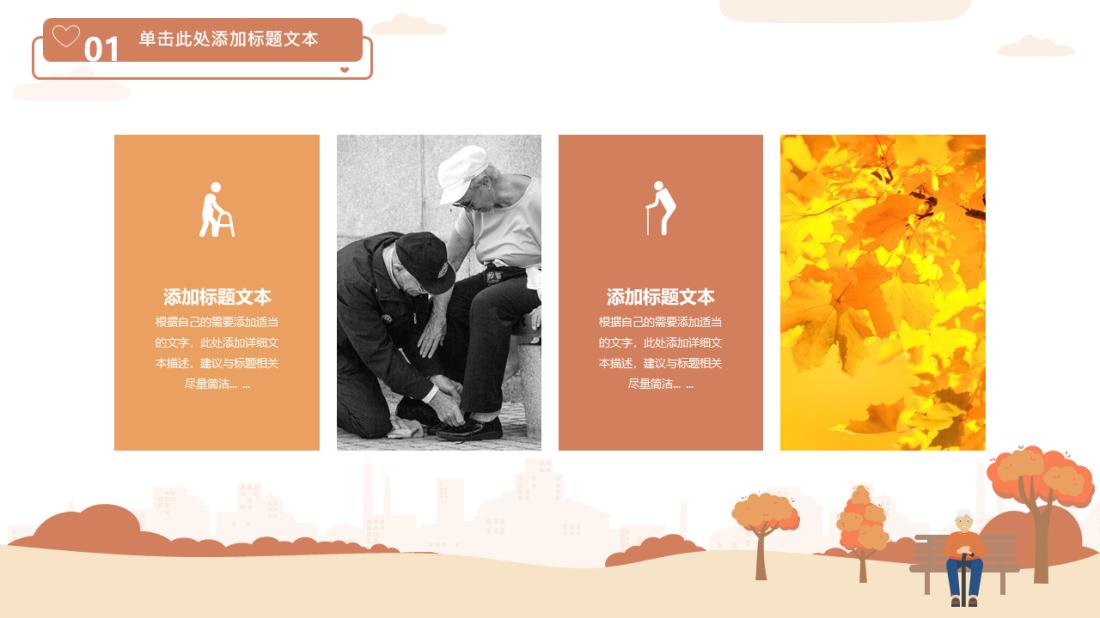 01
单击此处添加标题文本
添加标题文本
根据自己的需要添加适当
的文字，此处添加详细文
本描述，建议与标题相关
尽量简洁... ...
添加标题文本
根据自己的需要添加适当
的文字，此处添加详细文
本描述，建议与标题相关
尽量简洁... ...